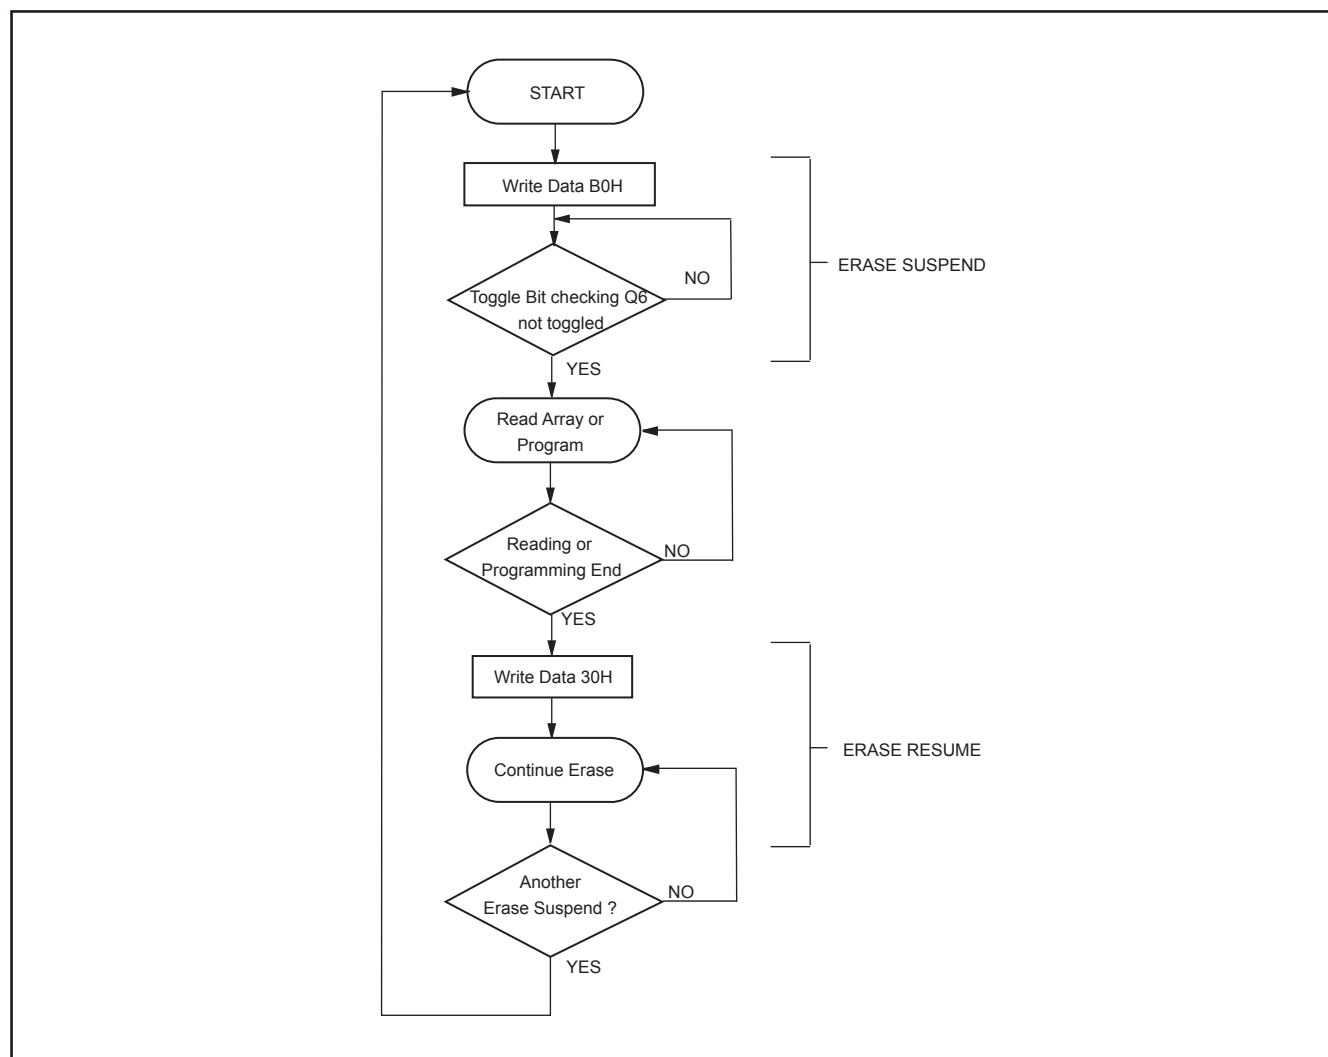 START
Write Data B0H
ERASE SUSPEND
NO
Toggle Bit checking Q6
not toggled
YES
Read Array or
Program
Reading or
NO
Programming End
YES
Write Data 30H
ERASE RESUME
Continue Erase
Another
NO
Erase Suspend ?
YES